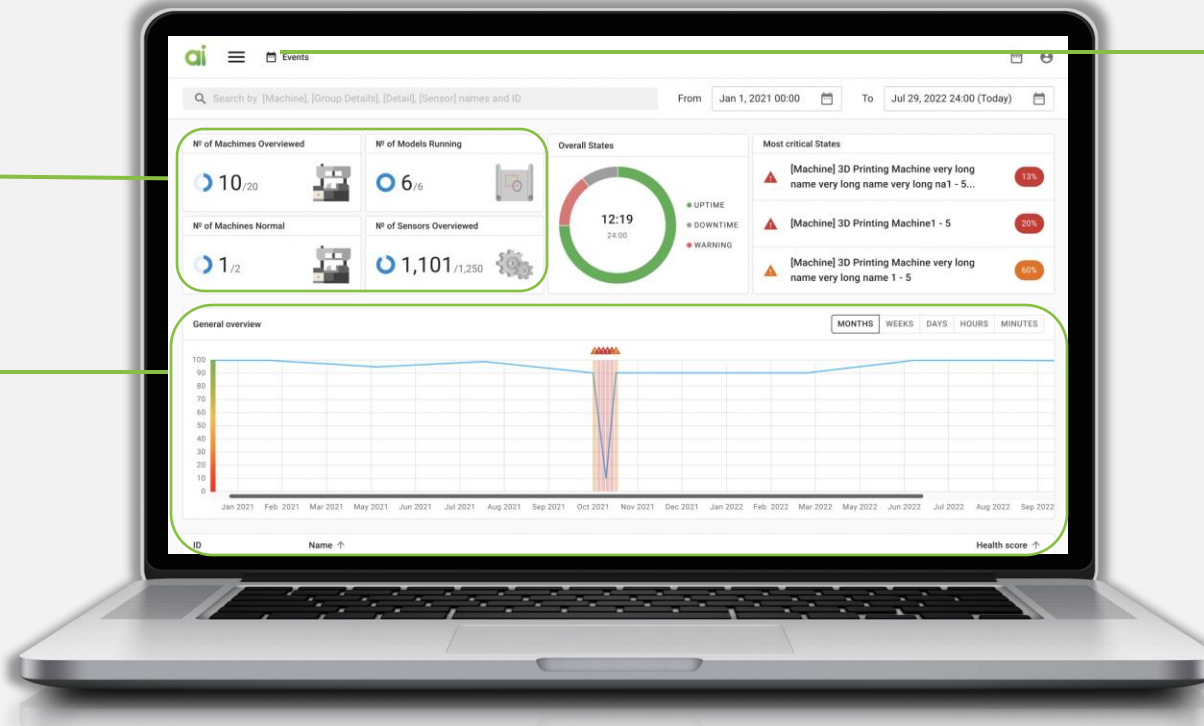 ai
Events
Search by [Machine], [Group Details], [Detail], [Sensor] names and ID
From
Jan 1, 2021 00:00
To
Jul 29, 2022 24:00 (Today)
Nº of Machimes Overviewed
10/20
Nº of Models Running
6/6
Nº of Machines Normal
1/2
Nº of Sensors Overviewed
1,101/1,250
Overall States
12:19
24:00
UPTIME
DOWNTIME
WARNING
Most critical States
[Machine] 3D Printing Machine very long
name very long name very long na1 - 5...
13%
[Machine] 3D Printing Machine1 - 5
20%
[Machine] 3D Printing Machine very long
name very long name 1 - 5
60%
General overview
MONTHS WEEKS DAYS HOURS MINUTES
100
90
80
70
60
50
40
30
20
10
0
Jan 2021 Feb 2021 Mar 2021 May 2021 Jun 2021 Jul 2021 Aug 2021 Sep 2021 Oct 2021 Nov 2021 Dec 2021 Jan 2022 Feb 2022 Mar 2022 May 2022 Jun 2022 Jul 2022 Aug 2022 Sep 2022
ID Name ↑ Health score ↑